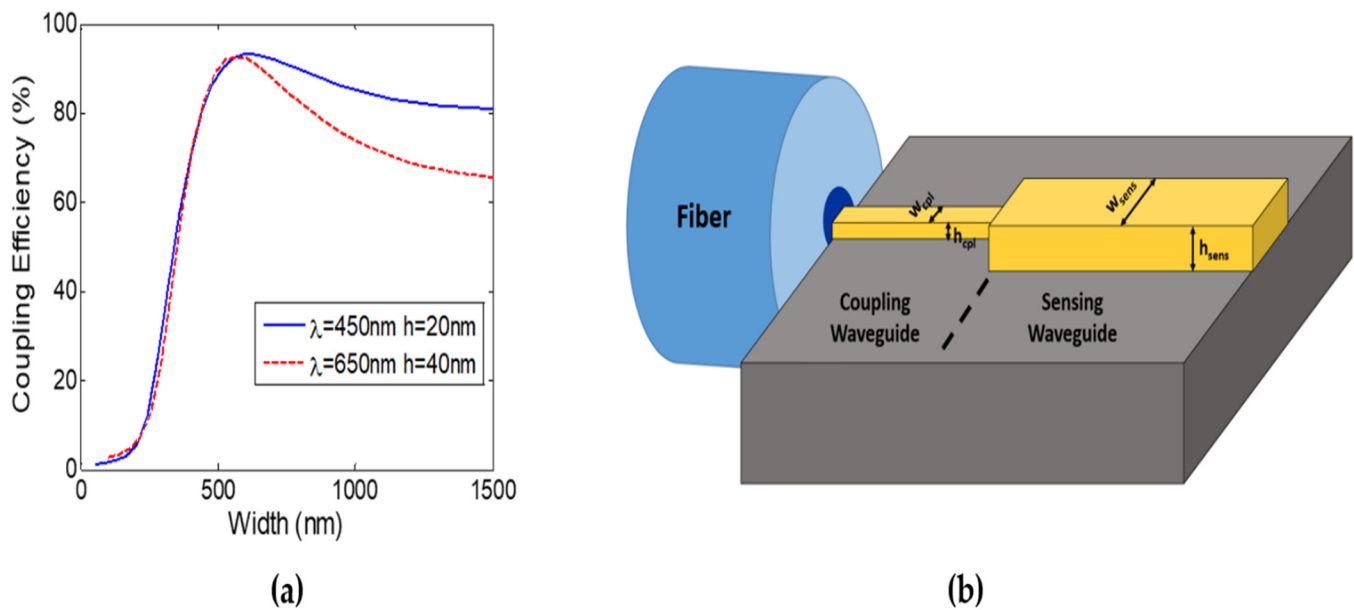 100
80
60
40
20
0
0
500
1000
1500
Coupling Efficiency (%)
Width (nm)
λ=450nm h=20nm
λ=650nm h=40nm
(a)
Fiber
w_cpl
h_cpl
w_sens
h_sens
Coupling
Waveguide
Sensing
Waveguide
(b)